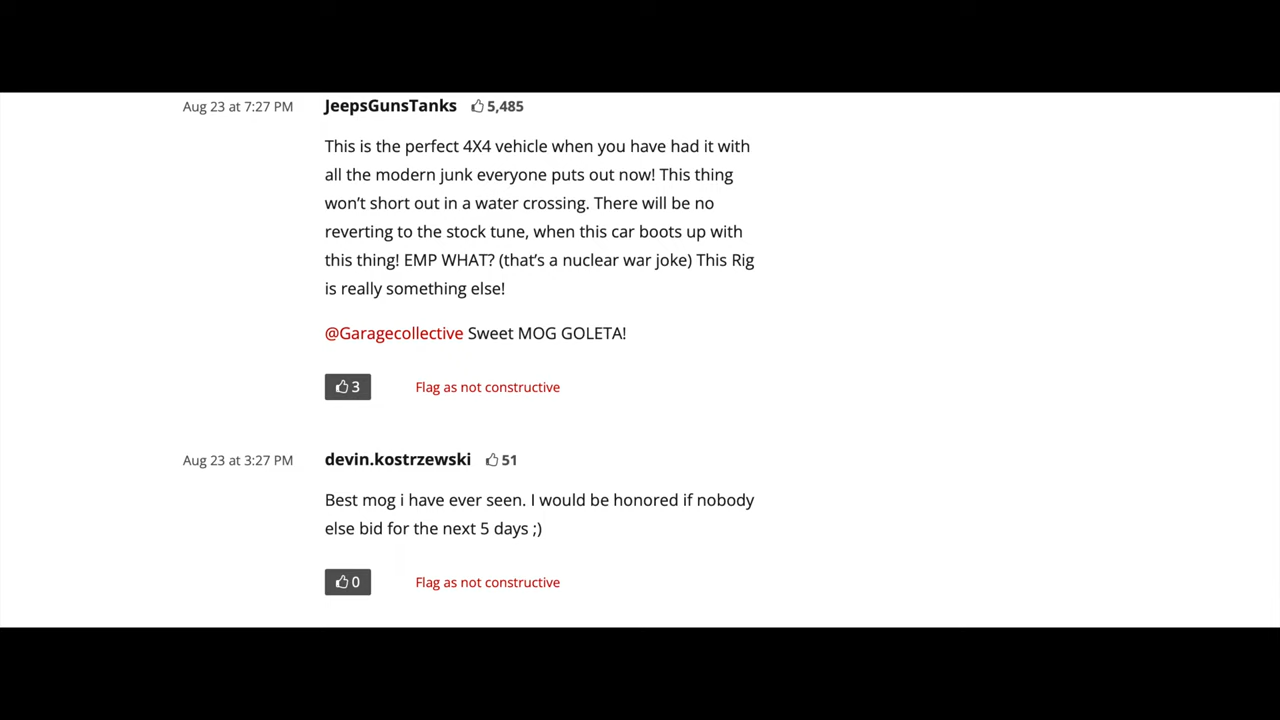 Aug 23 at 7:27 PM JeepsGunsTanks 5,485
This is the perfect 4X4 vehicle when you have had it with
all the modern junk everyone puts out now! This thing
won’t short out in a water crossing. There will be no
reverting to the stock tune, when this car boots up with
this thing! EMP WHAT? (that’s a nuclear war joke) This Rig
is really something else!
@Garagecollective Sweet MOG GOLETA!
3 Flag as not constructive
Aug 23 at 3:27 PM devin.kostrzewski 51
Best mog i have ever seen. I would be honored if nobody
else bid for the next 5 days ;)
0 Flag as not constructive